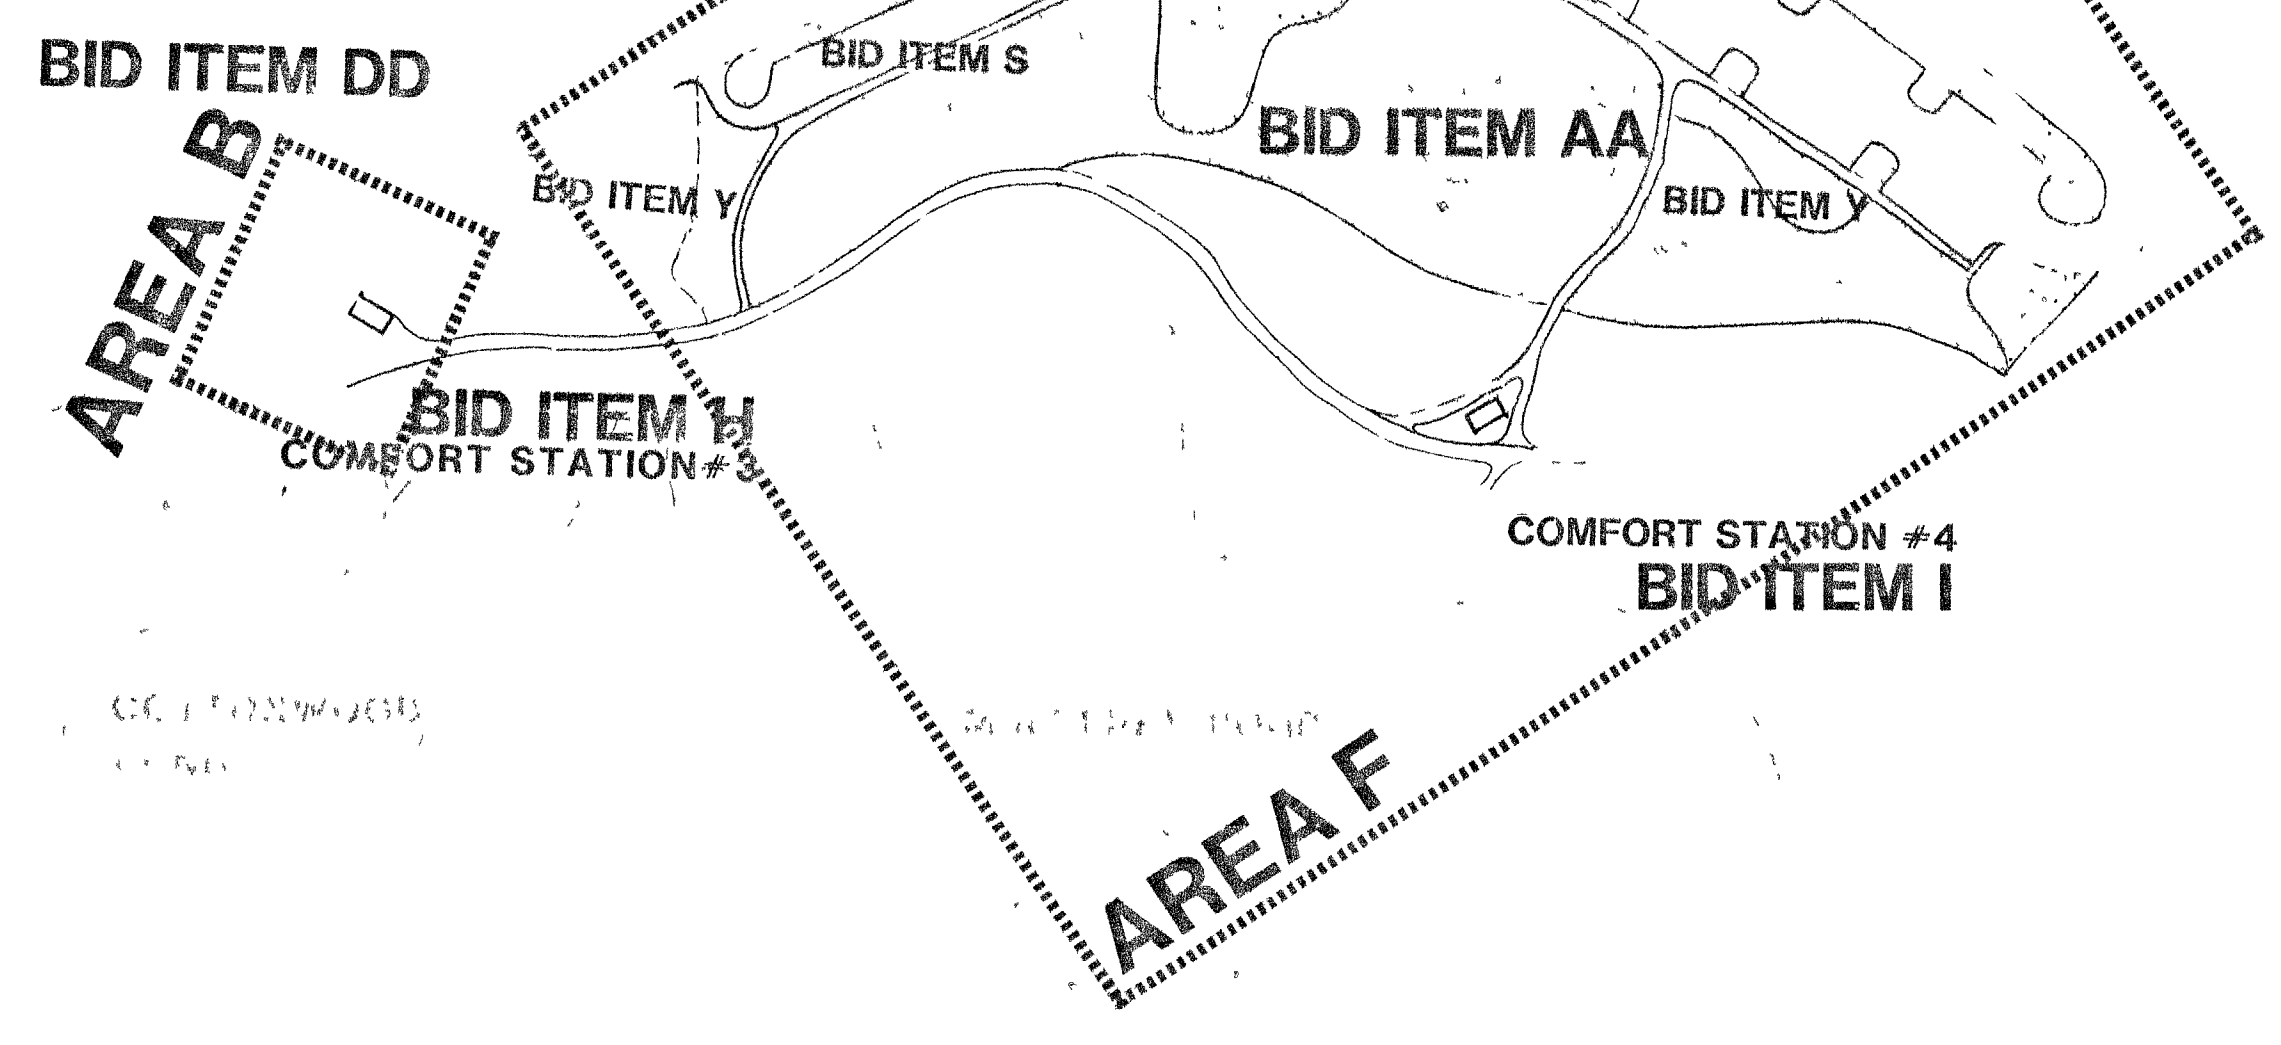 BID ITEM DD
BID ITEM S
BID ITEM AA
AREA B
BID ITEM Y
BID ITEM Y
BID ITEM H
COMFORT STATION # 3
COMFORT STATION #4
BID ITEM I
AREA F